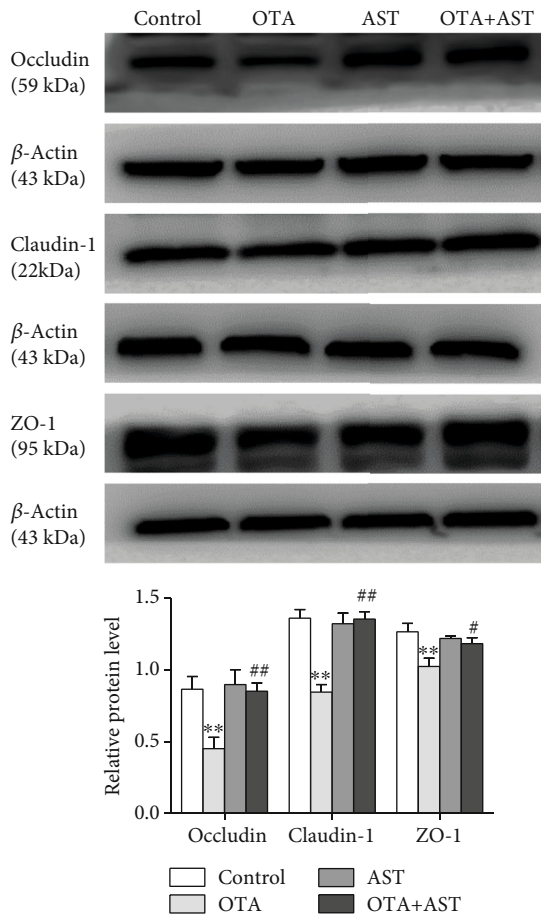 Control OTA AST OTA+AST
Occludin
(59 kDa)
β-Actin
(43 kDa)
Claudin-1
(22kDa)
β-Actin
(43 kDa)
ZO-1
(95 kDa)
β-Actin
(43 kDa)
Relative protein level
1.5
1.0
0.5
0.0
** ##
** ##
** #
Occludin Claudin-1 ZO-1
Control AST
OTA OTA+AST